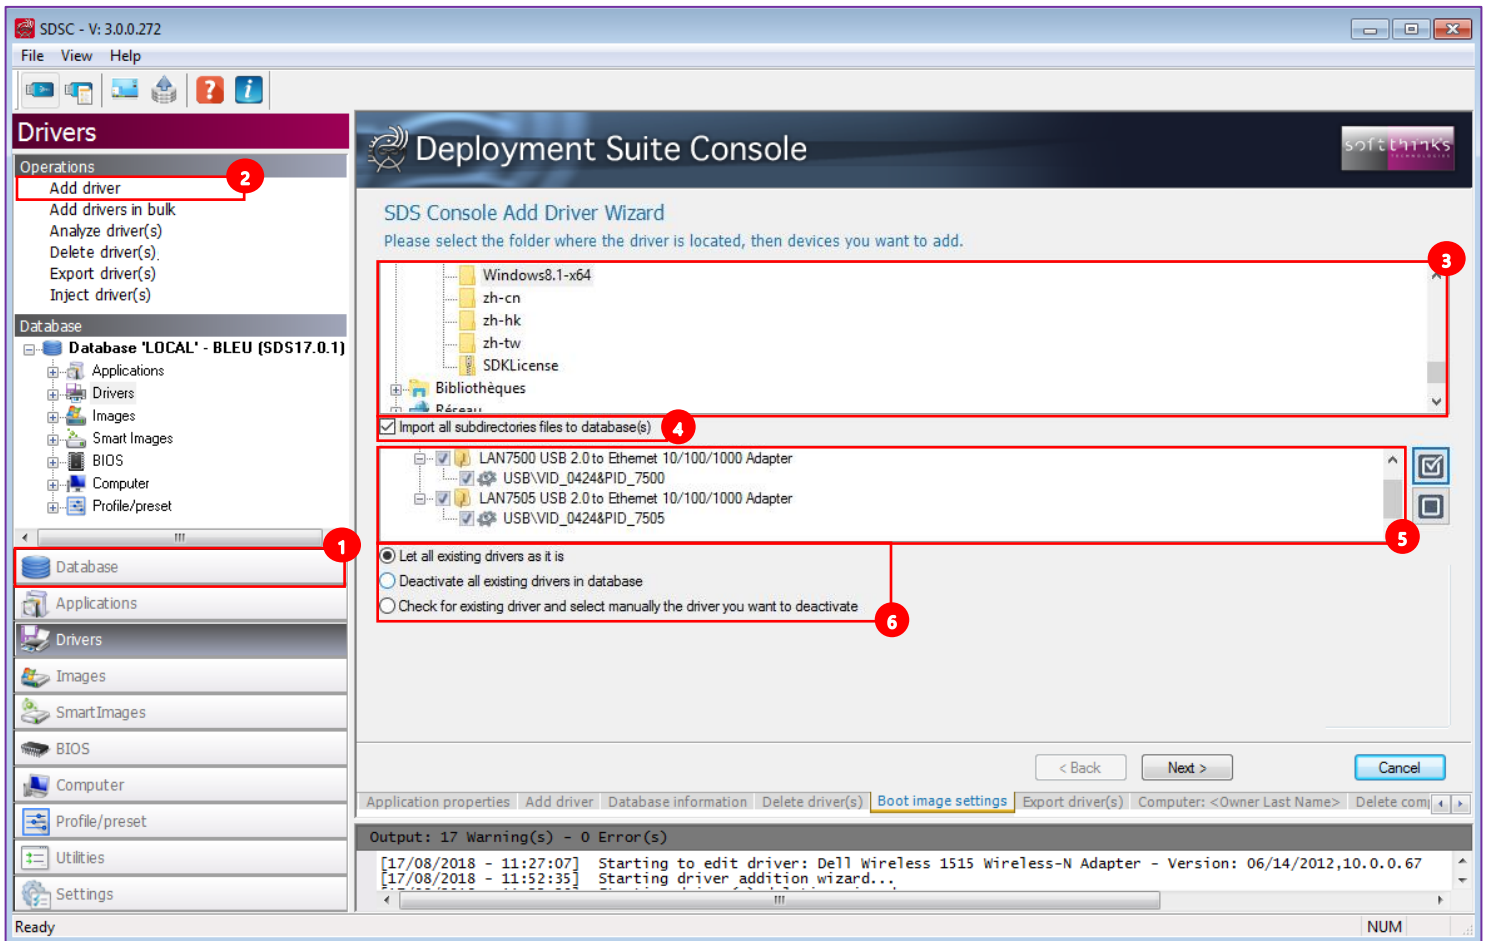 SDSC - V: 3.0.0.272
File View Help
Drivers
Operations
Add driver
2
Add drivers in bulk
Analyze driver(s)
Delete driver(s)
Export driver(s)
Inject driver(s)
Database
Database 'LOCAL' - BLEU (SDS17.0.1)
Applications
Drivers
Images
Smart Images
BIOS
Computer
Profile/preset
1
Database
Applications
Drivers
Images
SmartImages
BIOS
Computer
Profile/preset
Utilities
Settings
Deployment Suite Console
softthinks
TECHNOLOGIES
SDS Console Add Driver Wizard
Please select the folder where the driver is located, then devices you want to add.
3
Windows8.1-x64
zh-cn
zh-hk
zh-tw
SDKLicense
Bibliothèques
Réseau
Import all subdirectories files to database(s)
4
LAN7500 USB 2.0 to Ethernet 10/100/1000 Adapter
USB\VID_0424&PID_7500
LAN7505 USB 2.0 to Ethernet 10/100/1000 Adapter
USB\VID_0424&PID_7505
5
Let all existing drivers as it is
Deactivate all existing drivers in database
Check for existing driver and select manually the driver you want to deactivate
6
< Back Next > Cancel
Application properties Add driver Database information Delete driver(s) Boot image settings Export driver(s) Computer: <Owner Last Name> Delete com
Output: 17 Warning(s) - 0 Error(s)
[17/08/2018 - 11:27:07] Starting to edit driver: Dell Wireless 1515 Wireless-N Adapter - Version: 06/14/2012,10.0.0.67
[17/08/2018 - 11:52:35] Starting driver addition wizard...
Ready
NUM